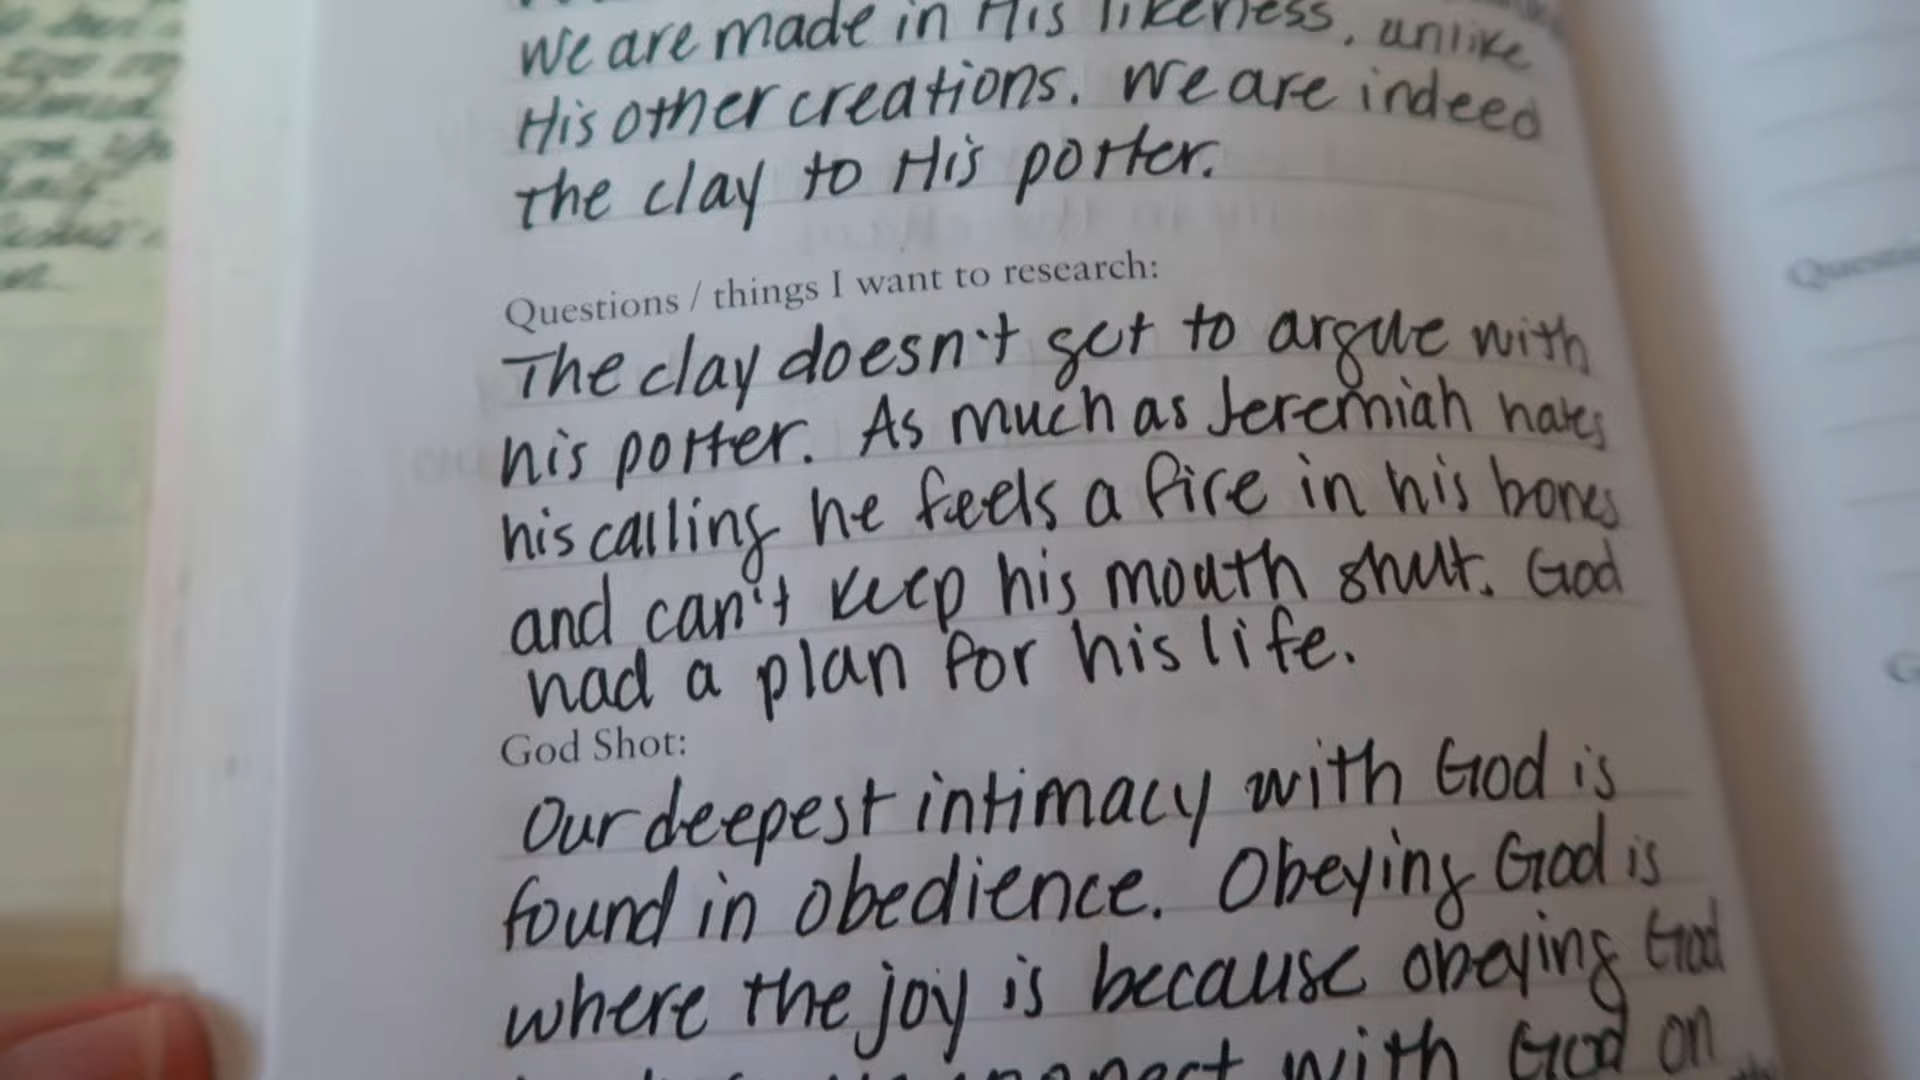 We are made in His likeness, unlike
His other creations. We are indeed
the clay to His potter.
Questions / things I want to research:
The clay doesn't get to argue with
his potter. As much as Jeremiah hates
his calling he feels a fire in his bones
and can't keep his mouth shut. God
had a plan for his life.
God Shot:
Our deepest intimacy with God is
found in obedience. Obeying God is
where the joy is because obeying God
with God on